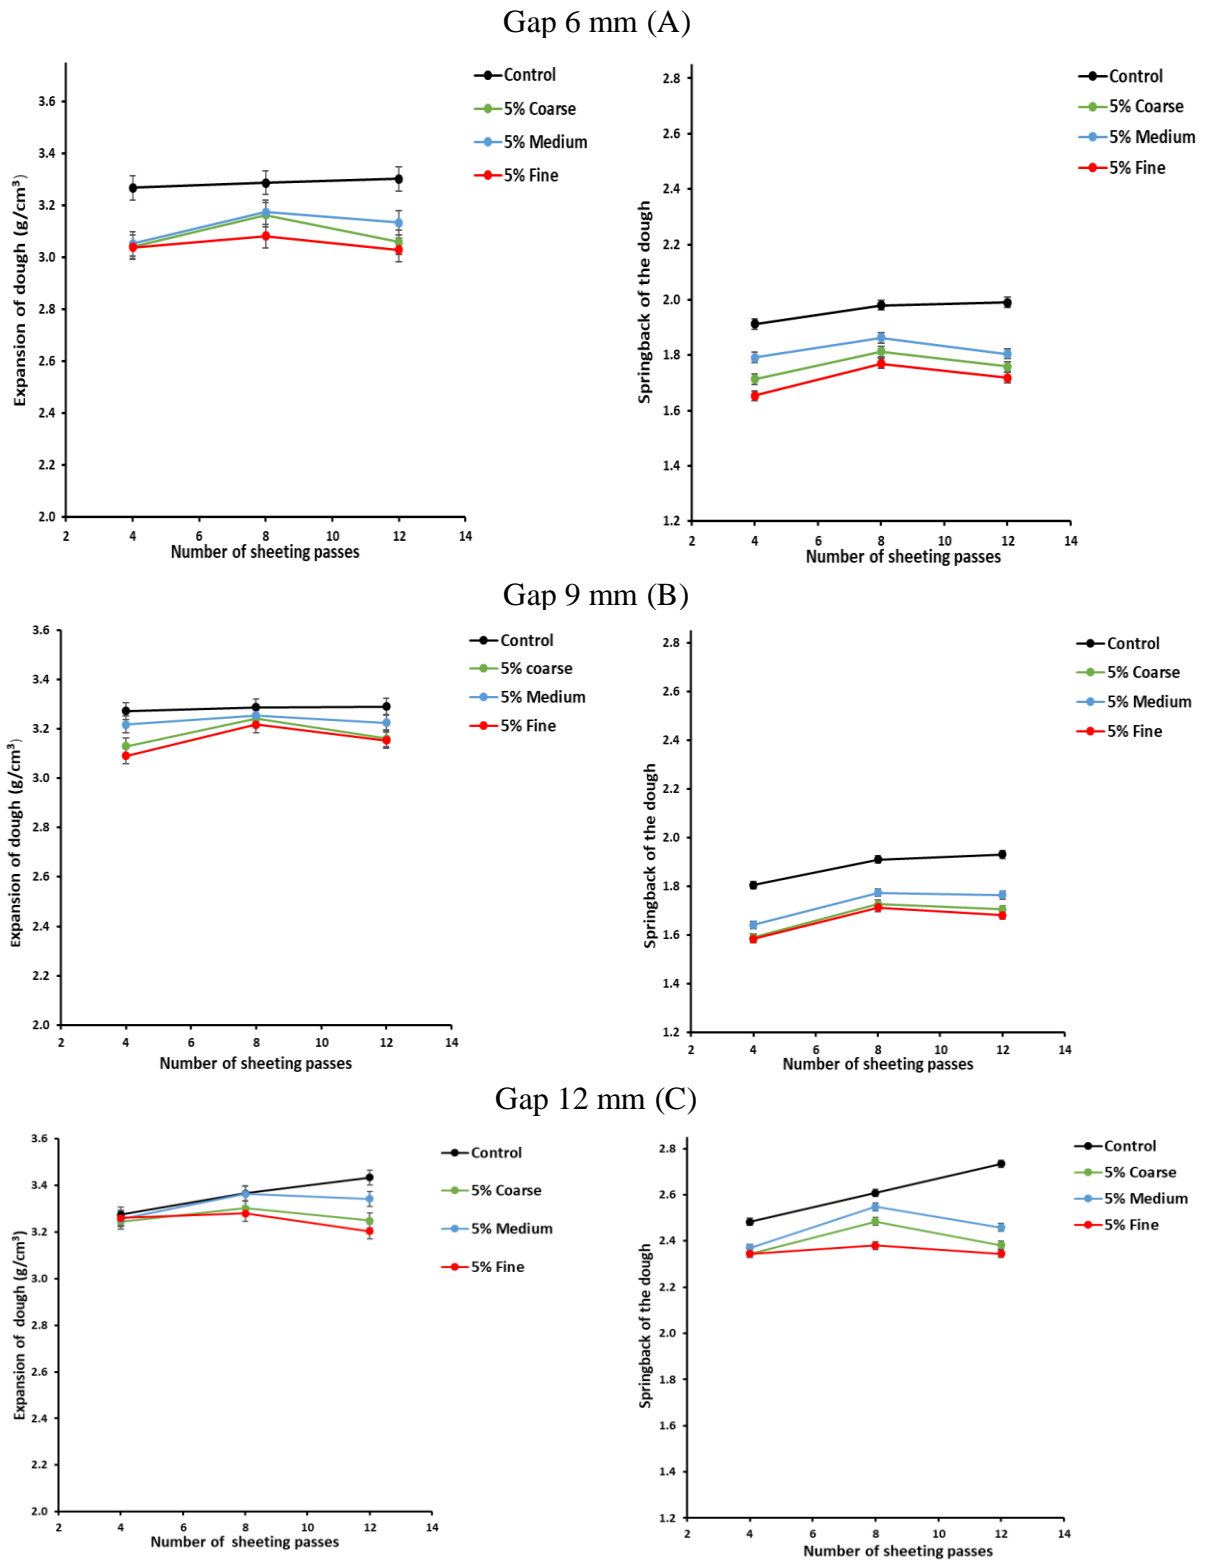 Gap 6 mm (A)
Expansion of dough (g/cm³)
3.6
3.4
3.2
3.0
2.8
2.6
2.4
2.2
2.0
2 4 6 8 10 12 14
Number of sheeting passes
Control
5% Coarse
5% Medium
5% Fine
Springback of the dough
2.8
2.6
2.4
2.2
2.0
1.8
1.6
1.4
1.2
2 4 6 8 10 12 14
Number of sheeting passes
Control
5% Coarse
5% Medium
5% Fine
Gap 9 mm (B)
Expansion of dough (g/cm³)
3.6
3.4
3.2
3.0
2.8
2.6
2.4
2.2
2.0
2 4 6 8 10 12 14
Number of sheeting passes
Control
5% coarse
5% Medium
5% Fine
Springback of the dough
2.8
2.6
2.4
2.2
2.0
1.8
1.6
1.4
1.2
2 4 6 8 10 12 14
Number of sheeting passes
Control
5% Coarse
5% Medium
5% Fine
Gap 12 mm (C)
Expansion of dough (g/cm³)
3.6
3.4
3.2
3.0
2.8
2.6
2.4
2.2
2.0
2 4 6 8 10 12 14
Number of sheeting passes
Control
5% Coarse
5% Medium
5% Fine
Springback of the dough
2.8
2.6
2.4
2.2
2.0
1.8
1.6
1.4
1.2
2 4 6 8 10 12 14
Number of sheeting passes
Control
5% Coarse
5% Medium
5% Fine